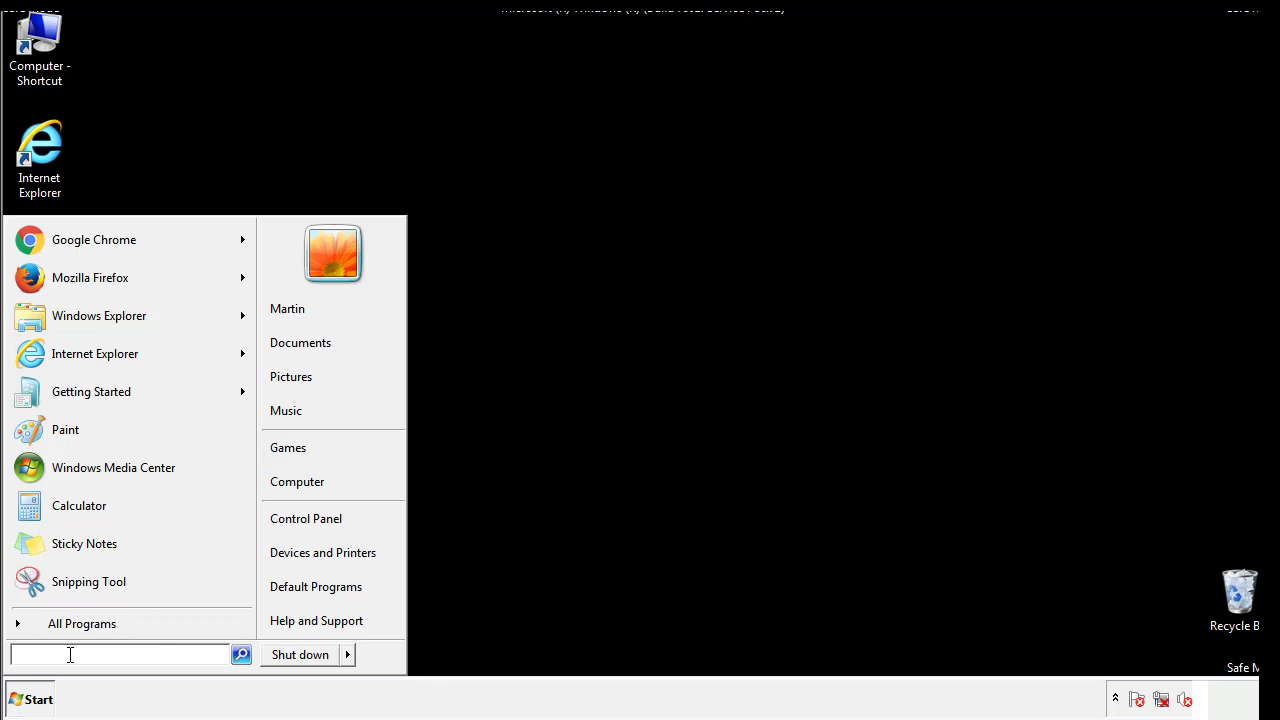 Computer -
Shortcut
Internet
Explorer
Google Chrome
Mozilla Firefox
Windows Explorer
Internet Explorer
Getting Started
Paint
Windows Media Center
Calculator
Sticky Notes
Snipping Tool
All Programs
Martin
Documents
Pictures
Music
Games
Computer
Control Panel
Devices and Printers
Default Programs
Help and Support
Shut down
Recycle B
Safe M
Start